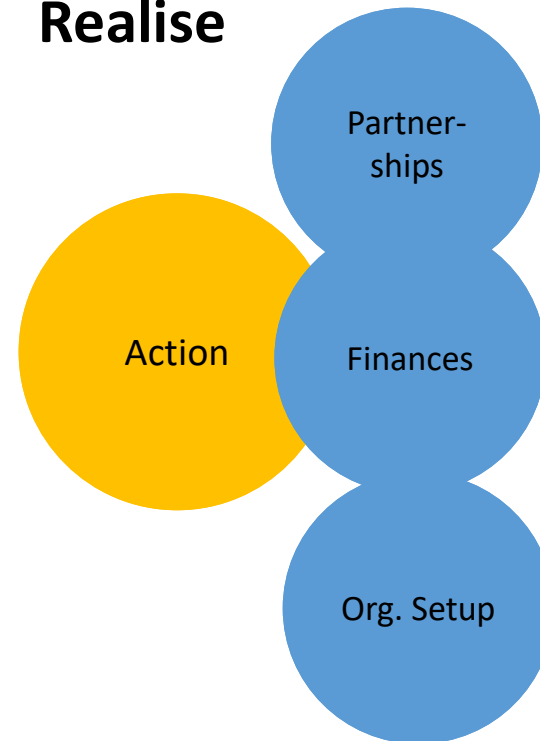 Realise
Partner-
ships
Action
Finances
Org. Setup